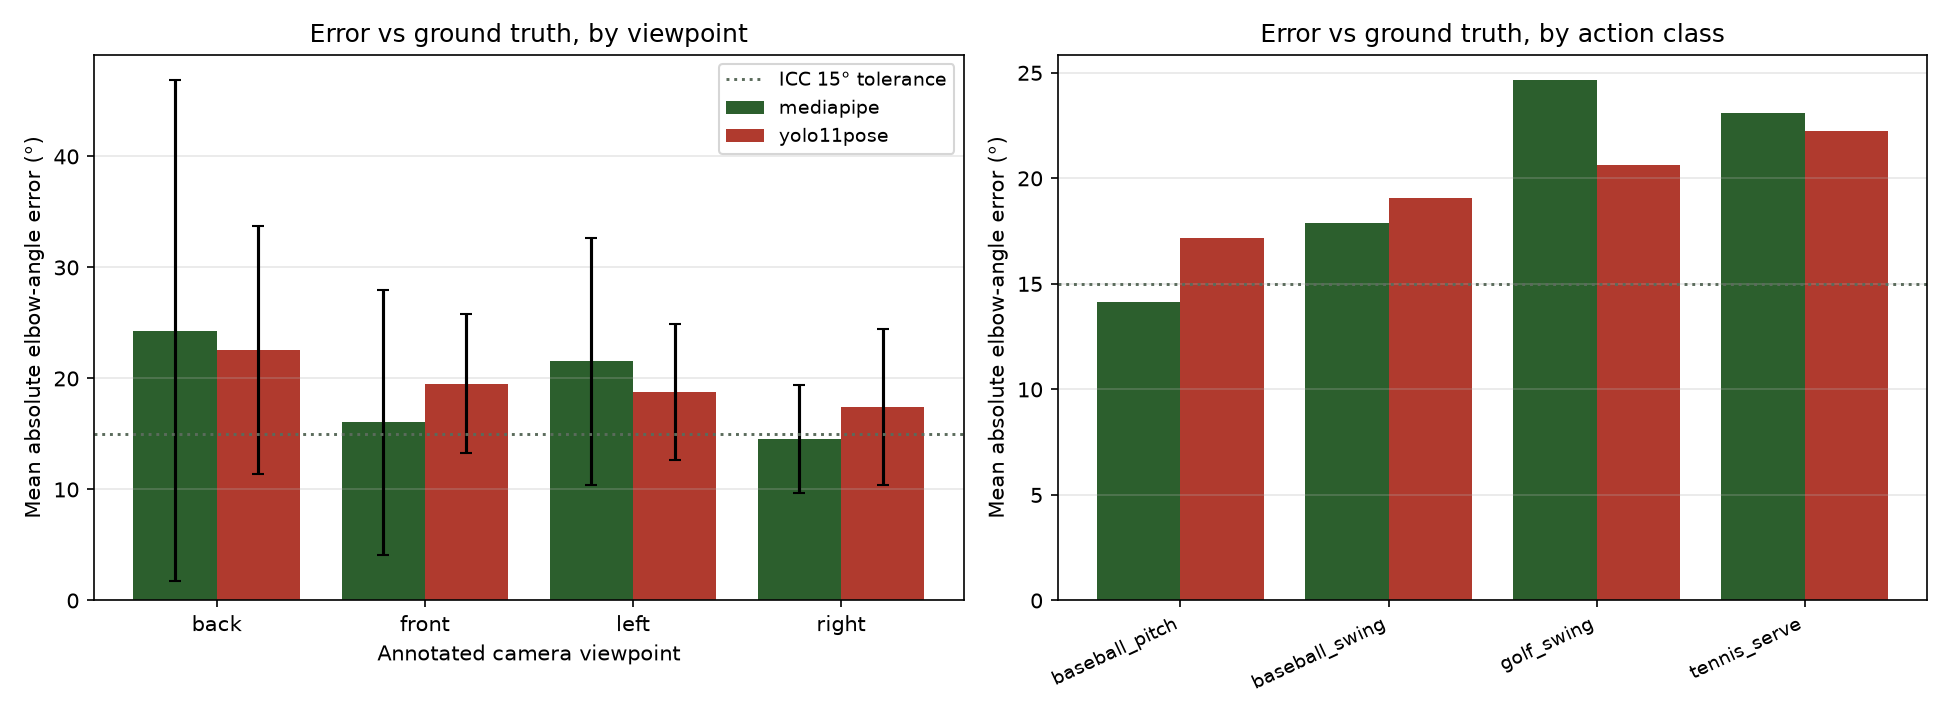 Error vs ground truth, by viewpoint
Mean absolute elbow-angle error (°)
40
30
20
10
0
ICC 15° tolerance
mediapipe
yolo11pose
back front left right
Annotated camera viewpoint
Error vs ground truth, by action class
Mean absolute elbow-angle error (°)
25
20
15
10
5
0
baseball_pitch baseball_swing golf_swing tennis_serve